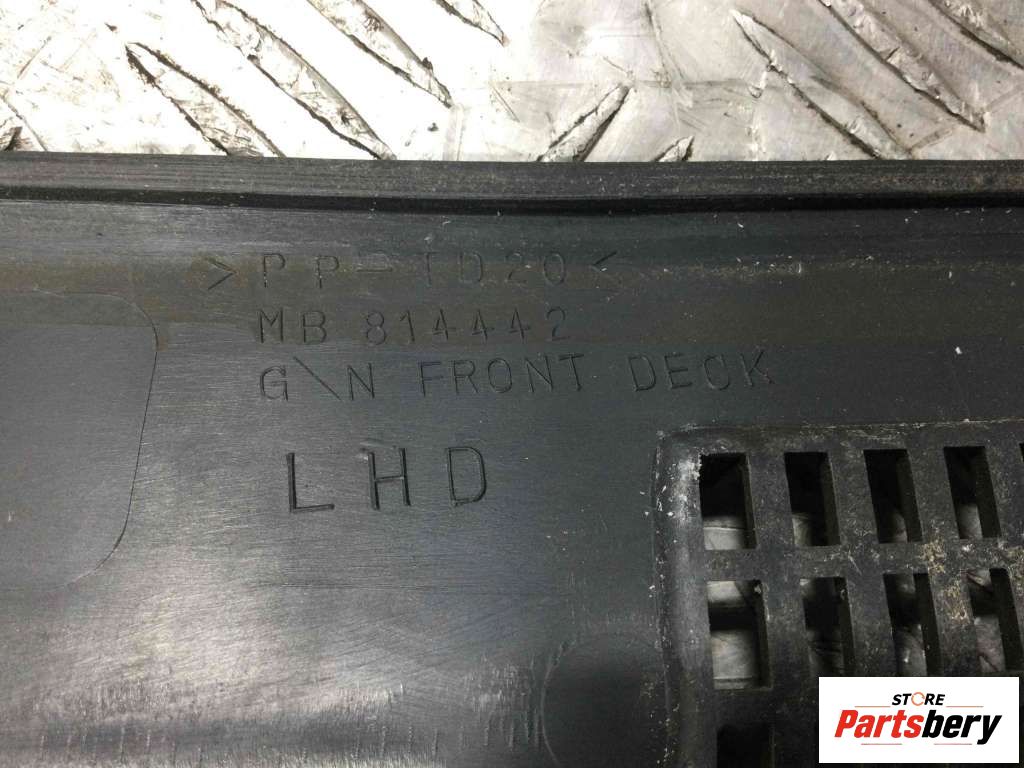 >PP-TD20<
MB 814442
G\N FRONT DECK
LHD
STORE
Partsbery